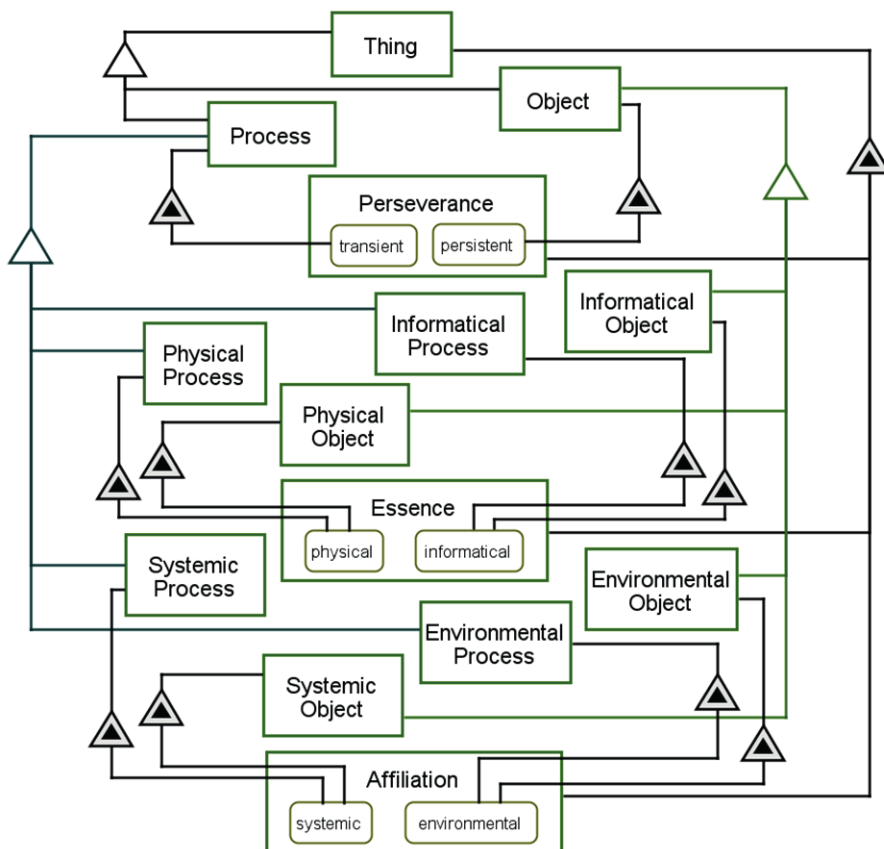 Thing
Object
Process
Perseverance
transient
persistent
Informatical
Object
Informatical
Process
Physical
Process
Physical
Object
Essence
physical
informatical
Systemic
Process
Environmental
Object
Environmental
Process
Systemic
Object
Affiliation
systemic
environmental